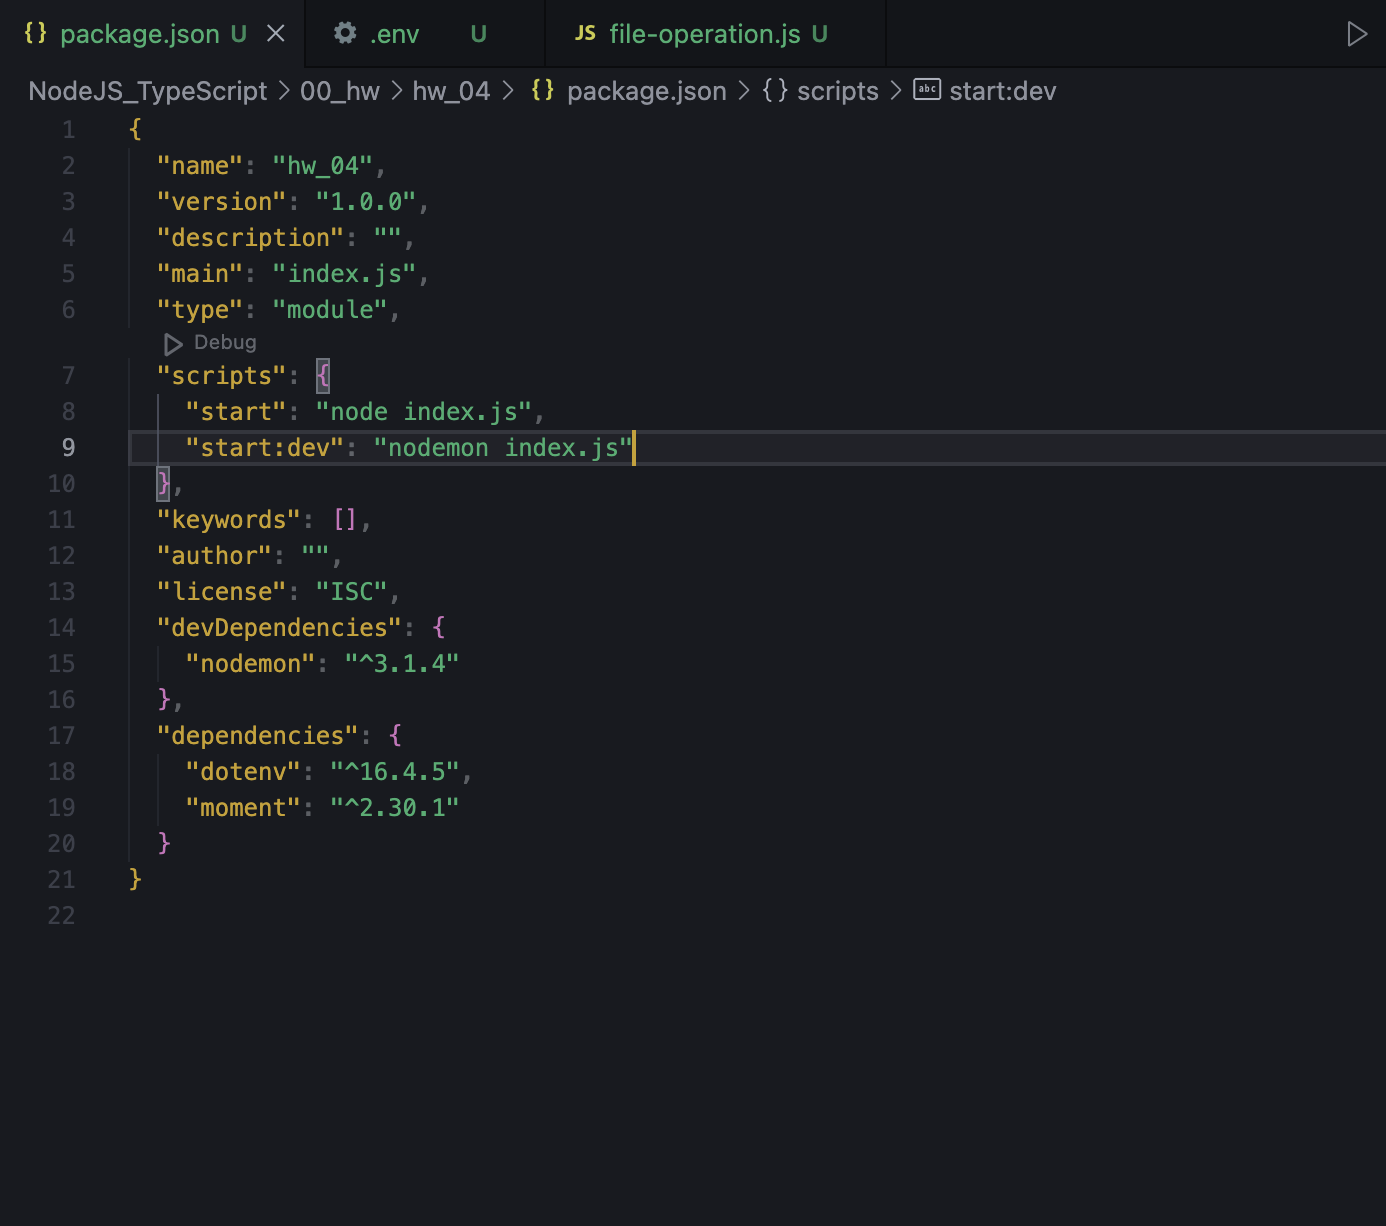 {} package.json U × .env U JS file-operation.js U
NodeJS_TypeScript > 00_hw > hw_04 > {} package.json > {} scripts > abc start:dev
1 {
2 "name": "hw_04",
3 "version": "1.0.0",
4 "description": "",
5 "main": "index.js",
6 "type": "module",
Debug
7 "scripts": {
8 "start": "node index.js",
9 "start:dev": "nodemon index.js"
10 },
11 "keywords": [],
12 "author": "",
13 "license": "ISC",
14 "devDependencies": {
15 "nodemon": "^3.1.4"
16 },
17 "dependencies": {
18 "dotenv": "^16.4.5",
19 "moment": "^2.30.1"
20 }
21 }
22